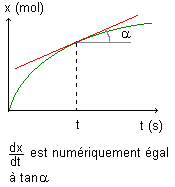 x (mol)
α
t
t (s)
dx
dt est numériquement égal
à tanα